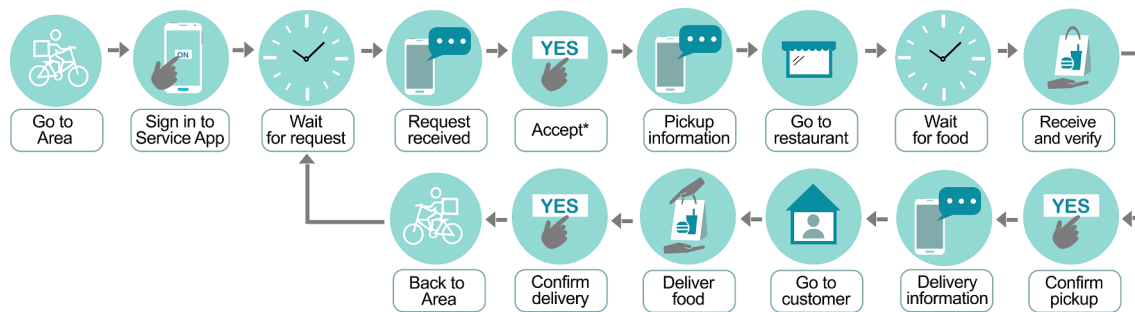 ON
YES
Go to
Area
Sign in to
Service App
Wait
for request
Request
received
Accept*
Pickup
information
Go to
restaurant
Wait
for food
Receive
and verify
YES
YES
Back to
Area
Confirm
delivery
Deliver
food
Go to
customer
Delivery
information
Confirm
pickup